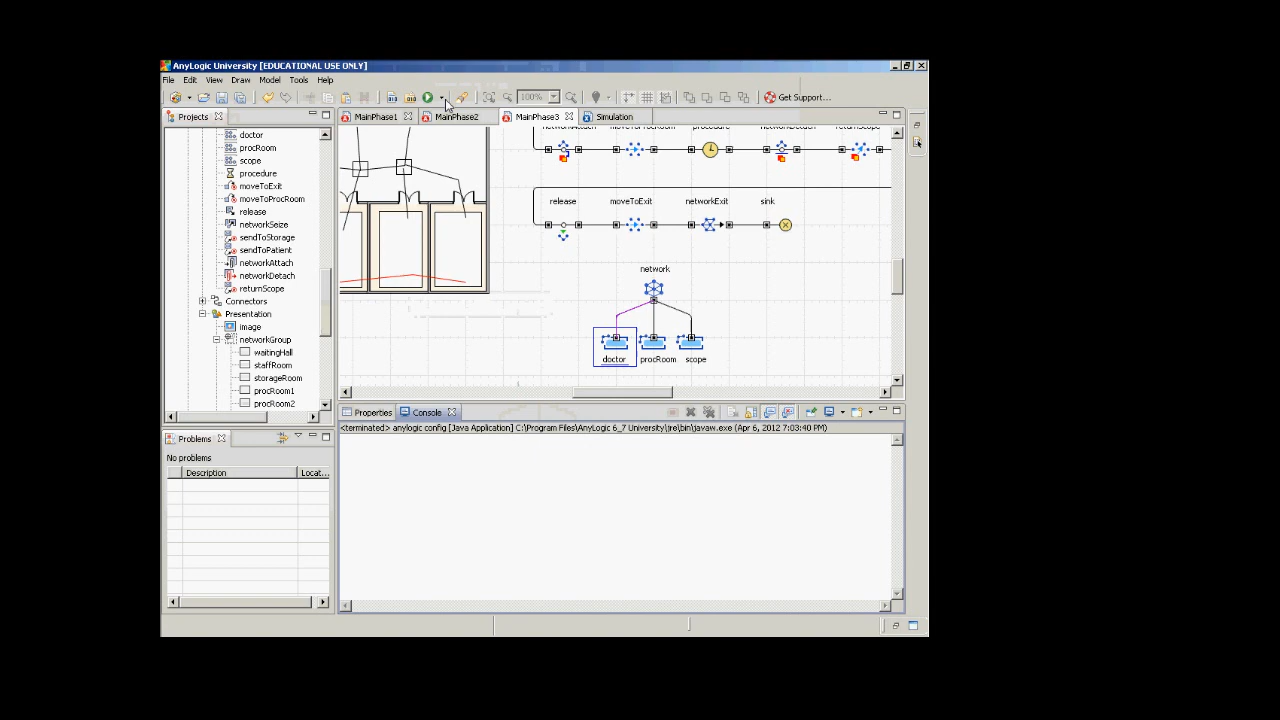 AnyLogic University [EDUCATIONAL USE ONLY]
File Edit View Draw Model Tools Help
100% Get Support...
Projects
MainPhase1 MainPhase2 MainPhase3 Simulation
doctor
procRoom
scope
procedure
moveToExit
moveToProcRoom
release
networkSeize
sendToStorage
sendToPatient
networkAttach
networkDetach
returnScope
Connectors
Presentation
image
networkGroup
waitingHall
staffRoom
storageRoom
procRoom1
procRoom2
networkAttach moveToProcRoom procedure networkDetach returnScope
release moveToExit networkExit sink
network
doctor procRoom scope
Properties Console
<terminated> anylogic config [Java Application] C:\Program Files\AnyLogic 6_7 University\jre\bin\javaw.exe (Apr 6, 2012 7:03:40 PM)
Problems
No problems
Description Locat...